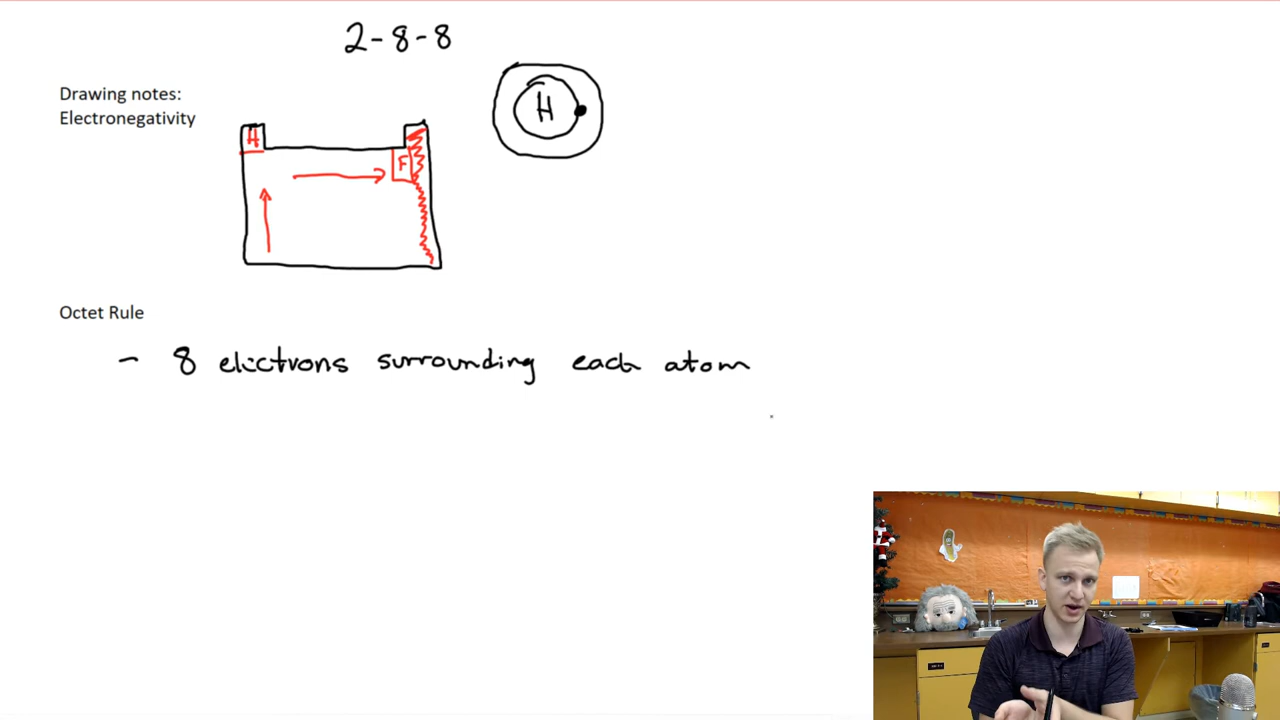 2-8-8
Drawing notes:
Electronegativity
H
H
F
Octet Rule
- 8 electrons surrounding each atom